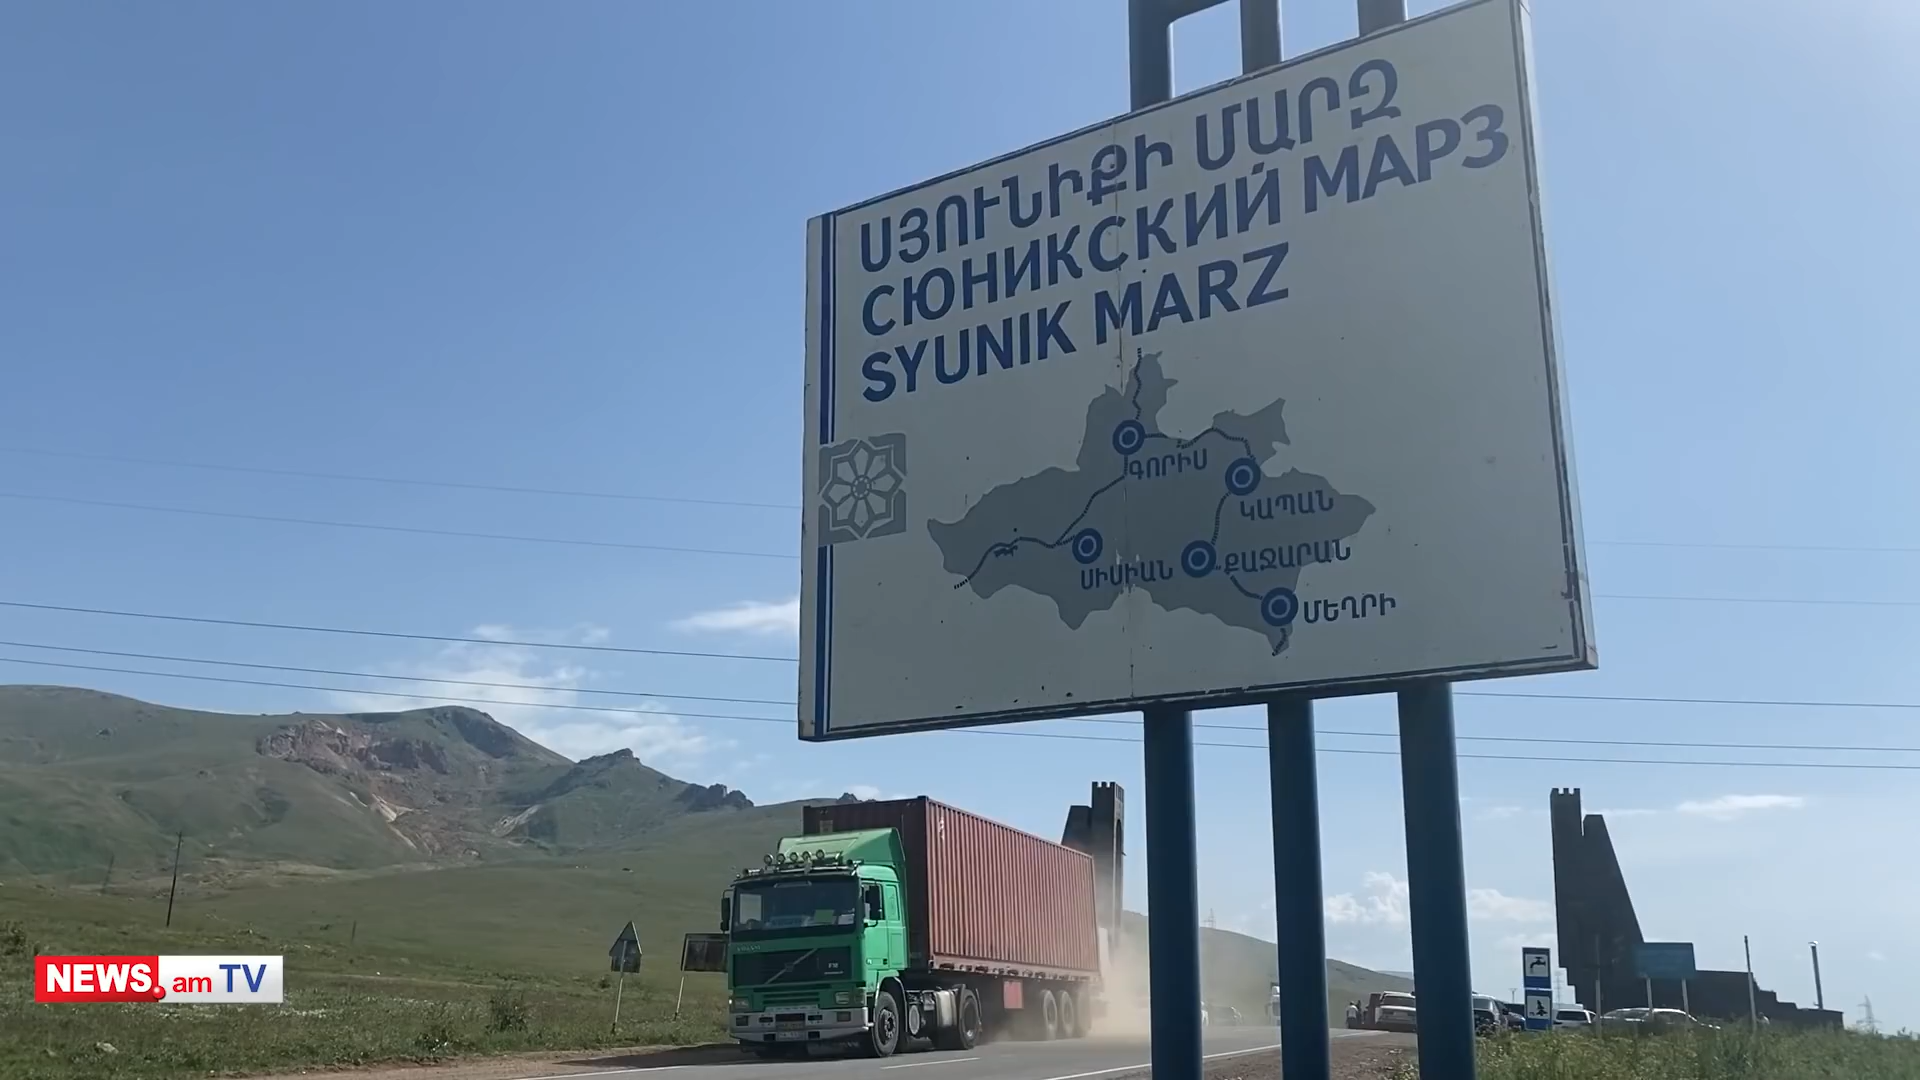 ՍՅՈՒՆԻՔԻ ՄԱՐԶ
СЮНИКСКИЙ МАРЗ
SYUNIK MARZ
ԳՈՐԻՍ
ԿԱՊԱՆ
ՍԻՍԻԱՆ
ՔԱՋԱՐԱՆ
ՄԵՂՐԻ
NEWS.am TV